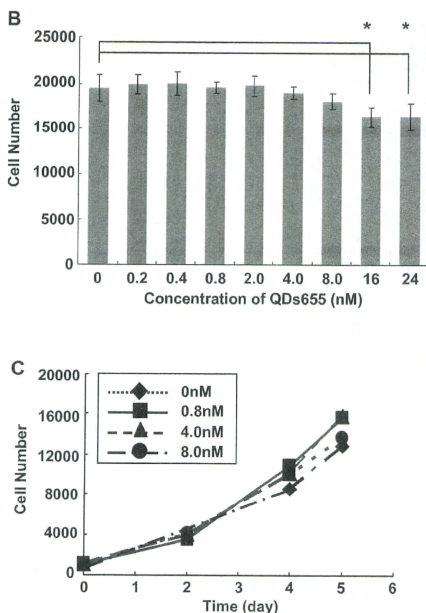 B
* *
25000
20000
15000
10000
5000
0
Cell Number
0 0.2 0.4 0.8 2.0 4.0 8.0 16 24
Concentration of QDs655 (nM)
C
20000
16000
12000
8000
4000
0
Cell Number
0nM
0.8nM
4.0nM
8.0nM
0 1 2 3 4 5 6
Time (day)